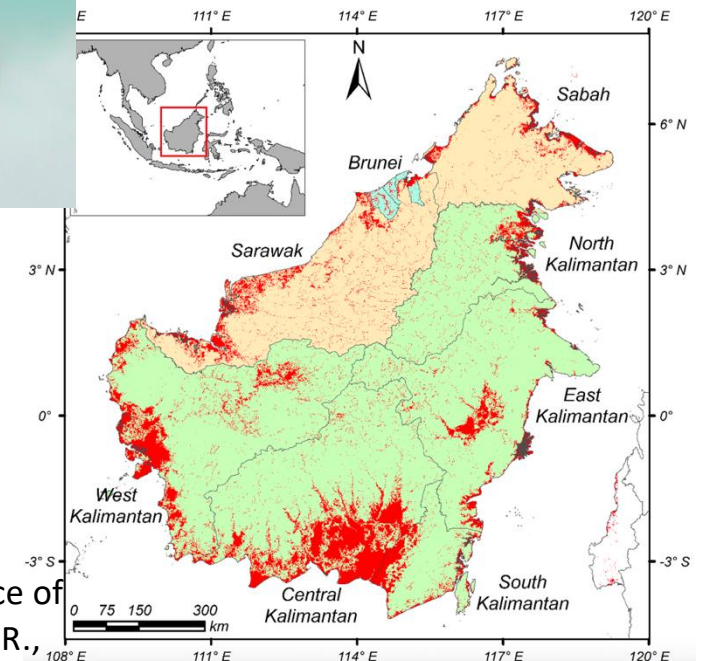 °E
111° E
114° E
117° E
120° E
N
Sabah
6° N
Brunei
Sarawak
North
Kalimantan
3° N
3° N
East
Kalimantan
0°
0°
West
Kalimantan
-3° S
-3° S
ce of
Central
Kalimantan
South
Kalimantan
0 75 150 300
km
R.,
108° E
111° E
114° E
117° E
120° E